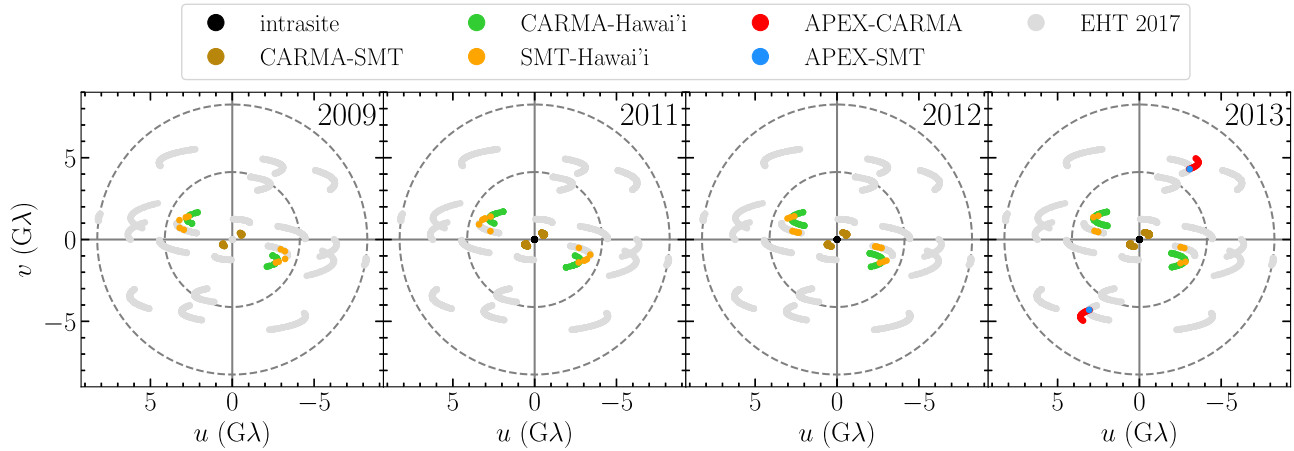 intrasite CARMA-Hawai'i APEX-CARMA EHT 2017
CARMA-SMT SMT-Hawai'i APEX-SMT
2009 2011 2012 2013
5
0
−5
v (Gλ)
5 0 −5 5 0 −5 5 0 −5 5 0 −5
u (Gλ) u (Gλ) u (Gλ) u (Gλ)